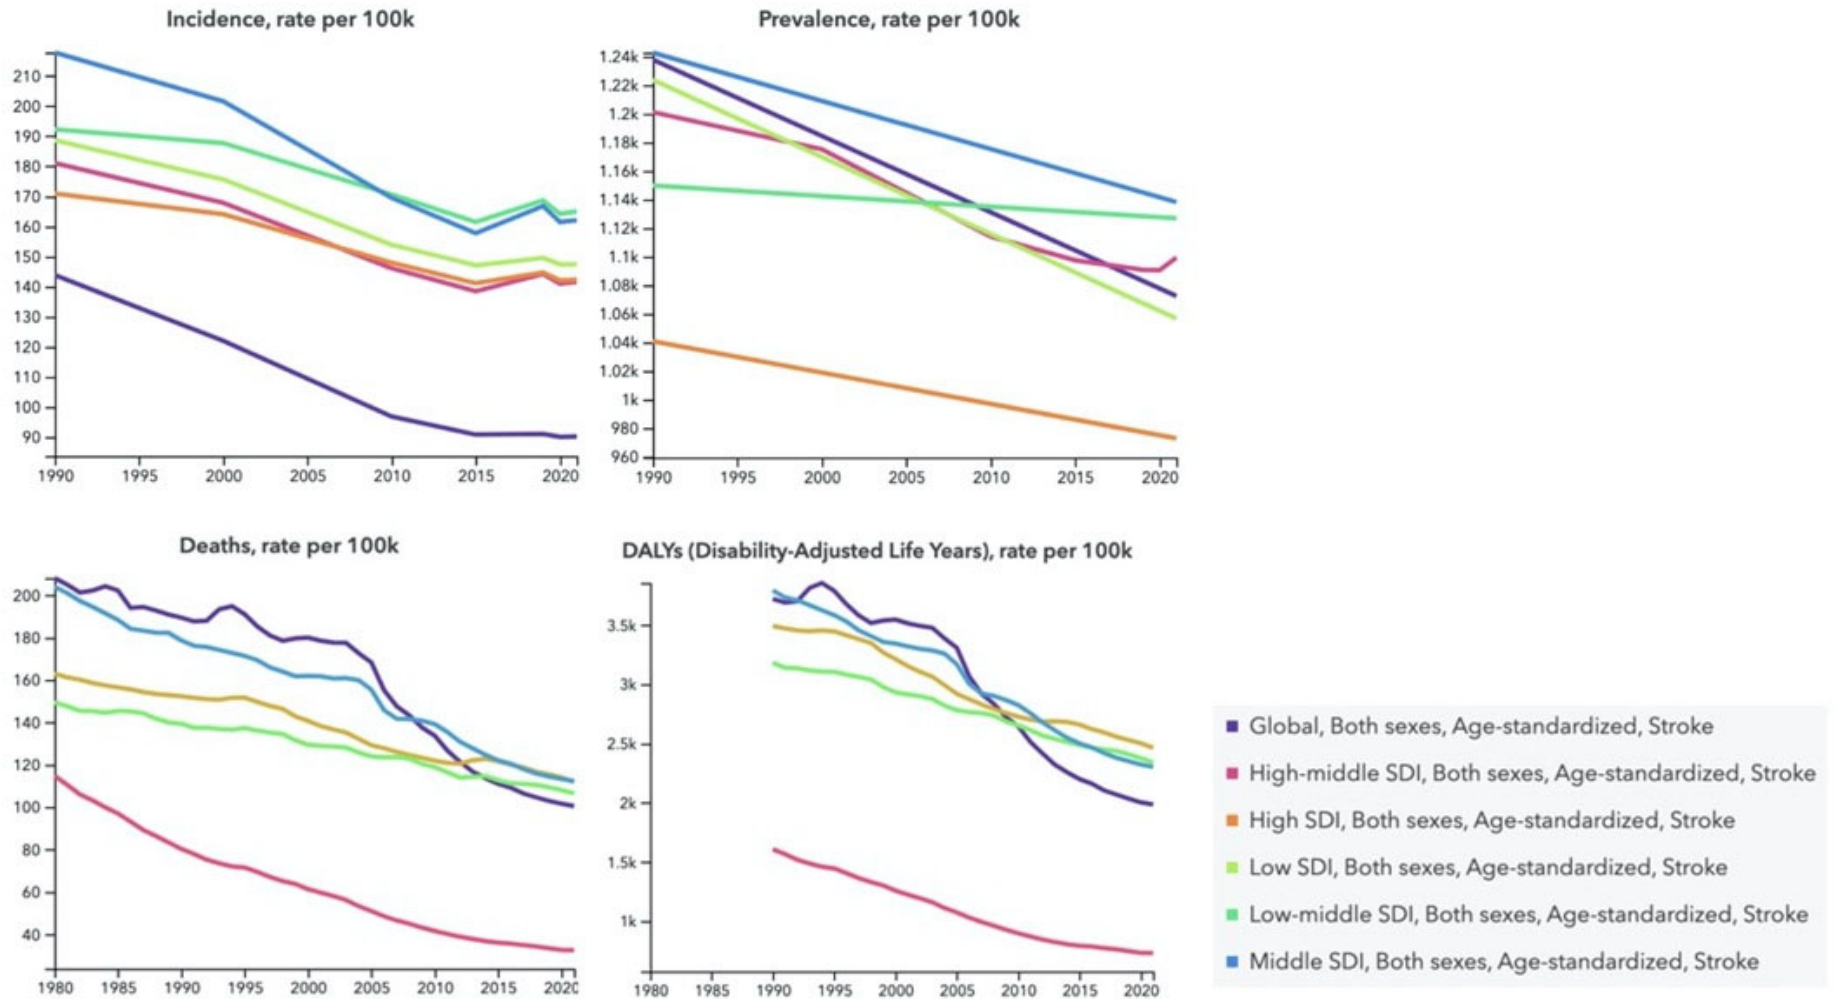 Incidence, rate per 100k
210
200
190
180
170
160
150
140
130
120
110
100
90
1990 1995 2000 2005 2010 2015 2020
Prevalence, rate per 100k
1.24k
1.22k
1.2k
1.18k
1.16k
1.14k
1.12k
1.1k
1.08k
1.06k
1.04k
1.02k
1k
980
960
1990 1995 2000 2005 2010 2015 2020
Deaths, rate per 100k
200
180
160
140
120
100
80
60
40
1980 1985 1990 1995 2000 2005 2010 2015 2020
DALYs (Disability-Adjusted Life Years), rate per 100k
3.5k
3k
2.5k
2k
1.5k
1k
1980 1985 1990 1995 2000 2005 2010 2015 2020
Global, Both sexes, Age-standardized, Stroke
High-middle SDI, Both sexes, Age-standardized, Stroke
High SDI, Both sexes, Age-standardized, Stroke
Low SDI, Both sexes, Age-standardized, Stroke
Low-middle SDI, Both sexes, Age-standardized, Stroke
Middle SDI, Both sexes, Age-standardized, Stroke